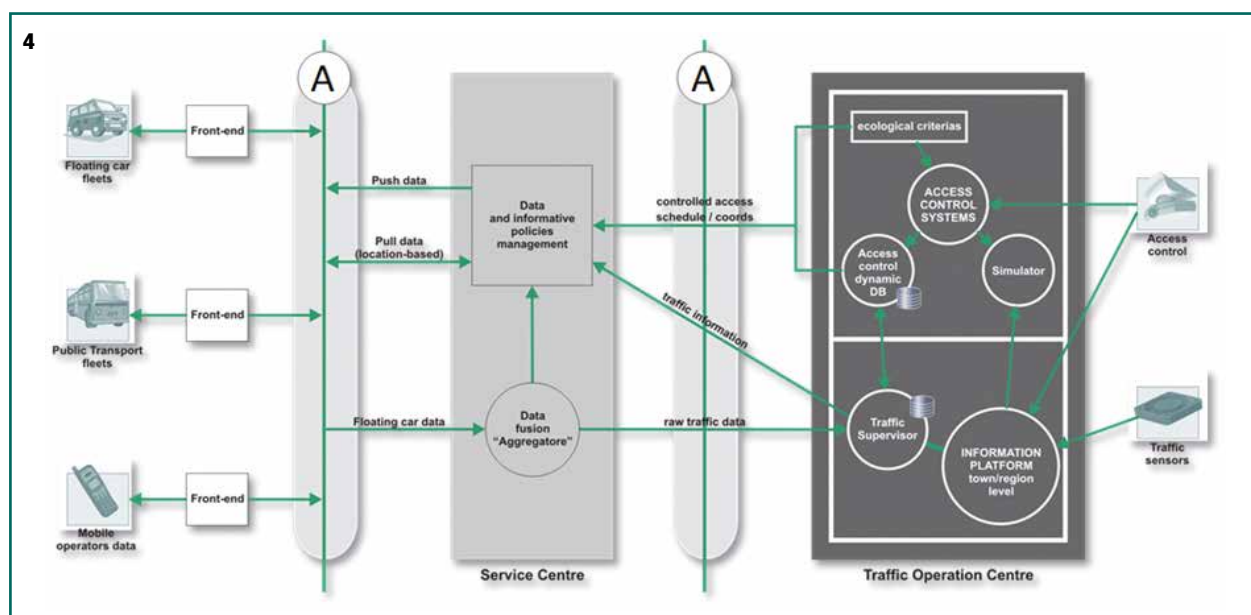 4
A
A
Floating car
fleets
Front-end
Public Transport
fleets
Front-end
Mobile
operators data
Front-end
Push data
Pull data
(location-based)
Floating car data
Data
and informative
policies
management
Data
fusion
“Aggregatore”
Service Centre
controlled access
schedule / coords
traffic information
raw traffic data
ecological criterias
ACCESS
CONTROL
SYSTEMS
Access
control
dynamic
DB
Simulator
Traffic
Supervisor
INFORMATION
PLATFORM
town/region
level
Traffic Operation Centre
Access
control
Traffic
sensors